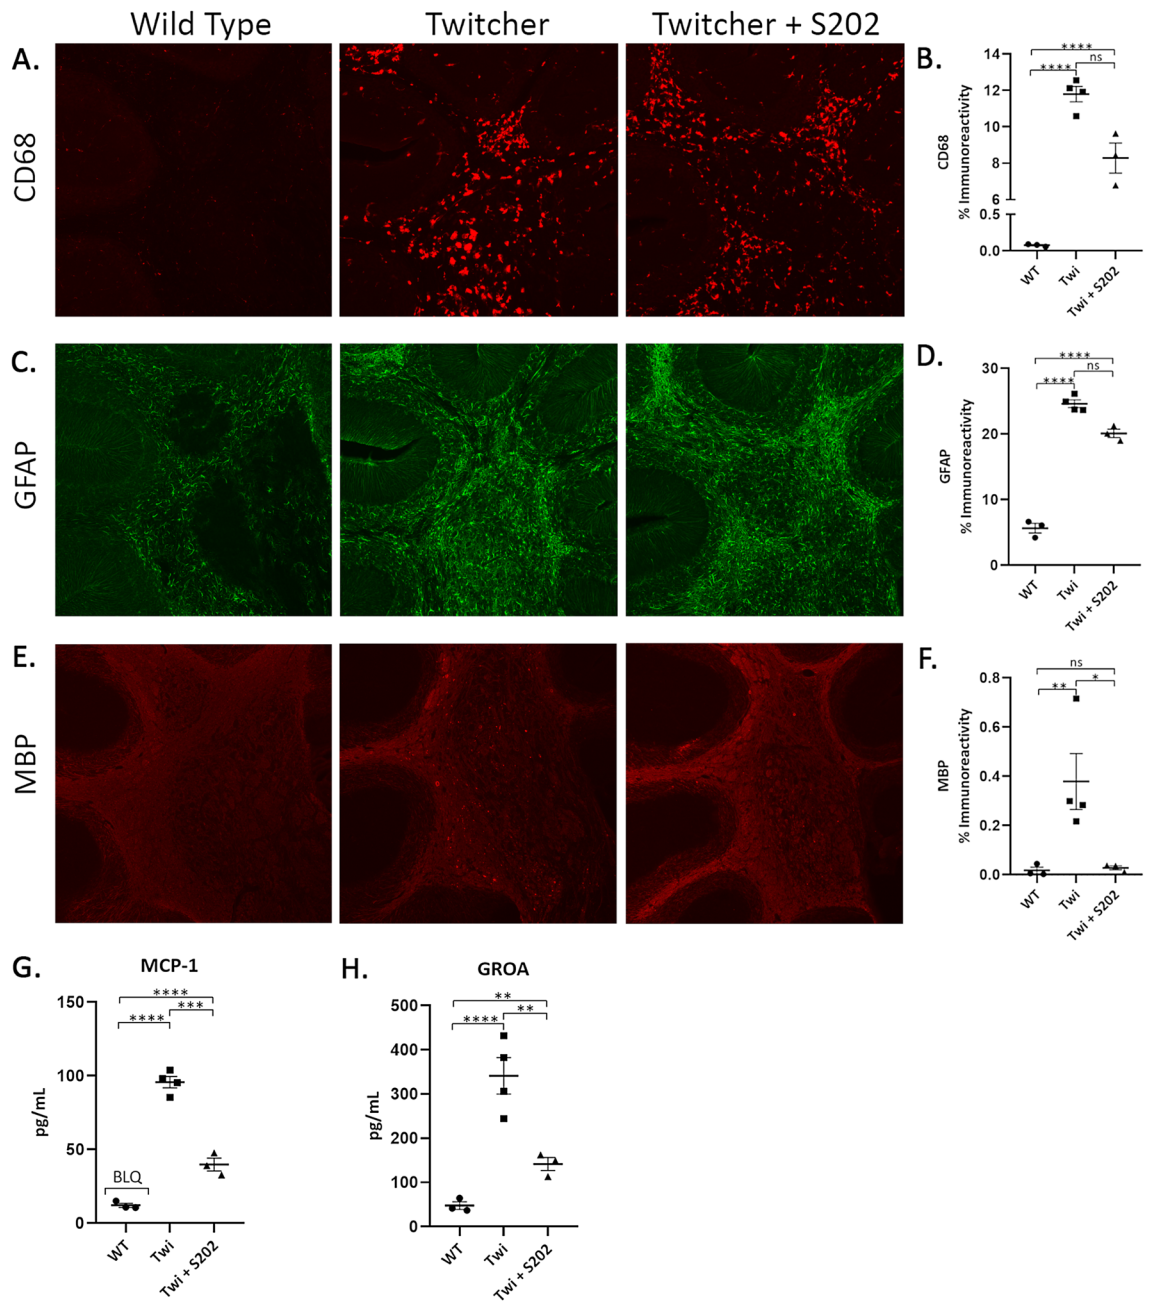 Wild Type Twitcher Twitcher + S202
A.
CD68
B.
CD68
% Immunoreactivity
14
12
10
8
6
0.5
0.0
****
**** ns
WT Twi Twi + S202
C.
GFAP
D.
GFAP
% Immunoreactivity
30
20
10
0
****
**** ns
WT Twi Twi + S202
E.
MBP
F.
MBP
% Immunoreactivity
0.8
0.6
0.4
0.2
0.0
ns
** *
WT Twi Twi + S202
G. MCP-1
pg/mL
150
100
50
0
****
**** ***
BLQ
WT Twi Twi + S202
H. GROA
pg/mL
500
400
300
200
100
0
**
**** **
WT Twi Twi + S202